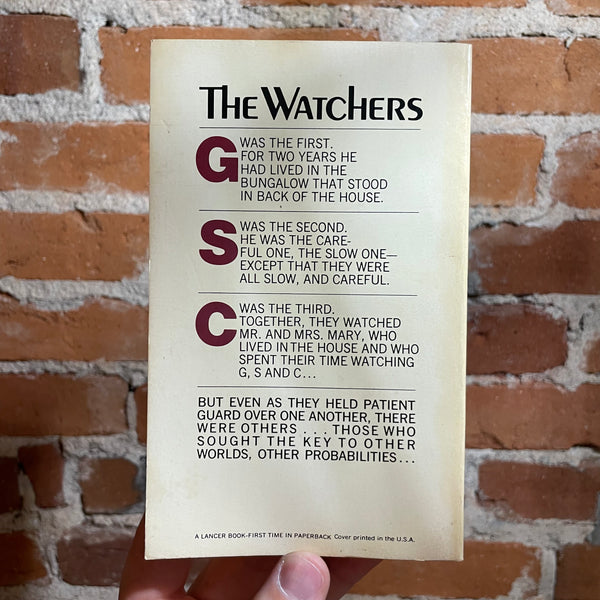 THE WATCHERS
G WAS THE FIRST.
FOR TWO YEARS HE
HAD LIVED IN THE
BUNGALOW THAT STOOD
IN BACK OF THE HOUSE.
S WAS THE SECOND.
HE WAS THE CARE-
FUL ONE, THE SLOW ONE—
EXCEPT THAT THEY WERE
ALL SLOW, AND CAREFUL.
C WAS THE THIRD.
TOGETHER, THEY WATCHED
MR. AND MRS. MARY, WHO
LIVED IN THE HOUSE AND WHO
SPENT THEIR TIME WATCHING
G, S AND C...
BUT EVEN AS THEY HELD PATIENT
GUARD OVER ONE ANOTHER, THERE
WERE OTHERS . . . THOSE WHO
SOUGHT THE KEY TO OTHER
WORLDS, OTHER PROBABILITIES...
A LANCER BOOK-FIRST TIME IN PAPERBACK Cover printed in the U.S.A.